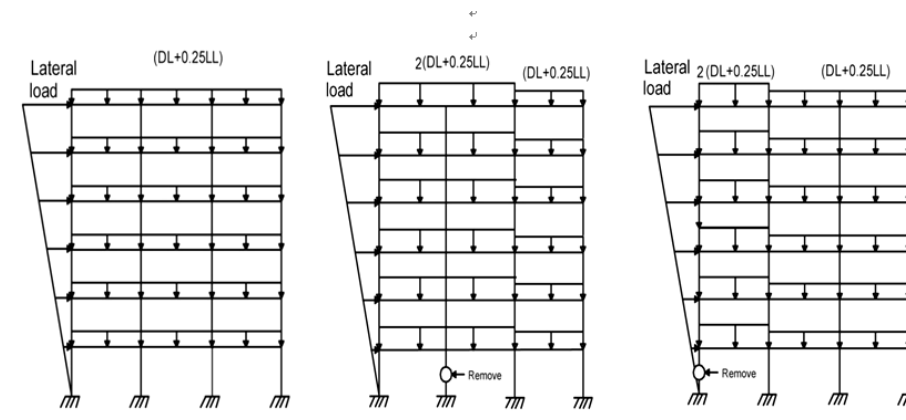 Lateral
load
(DL+0.25LL)
Lateral
load
2(DL+0.25LL)
(DL+0.25LL)
Remove
Lateral
load
2(DL+0.25LL)
(DL+0.25LL)
Remove